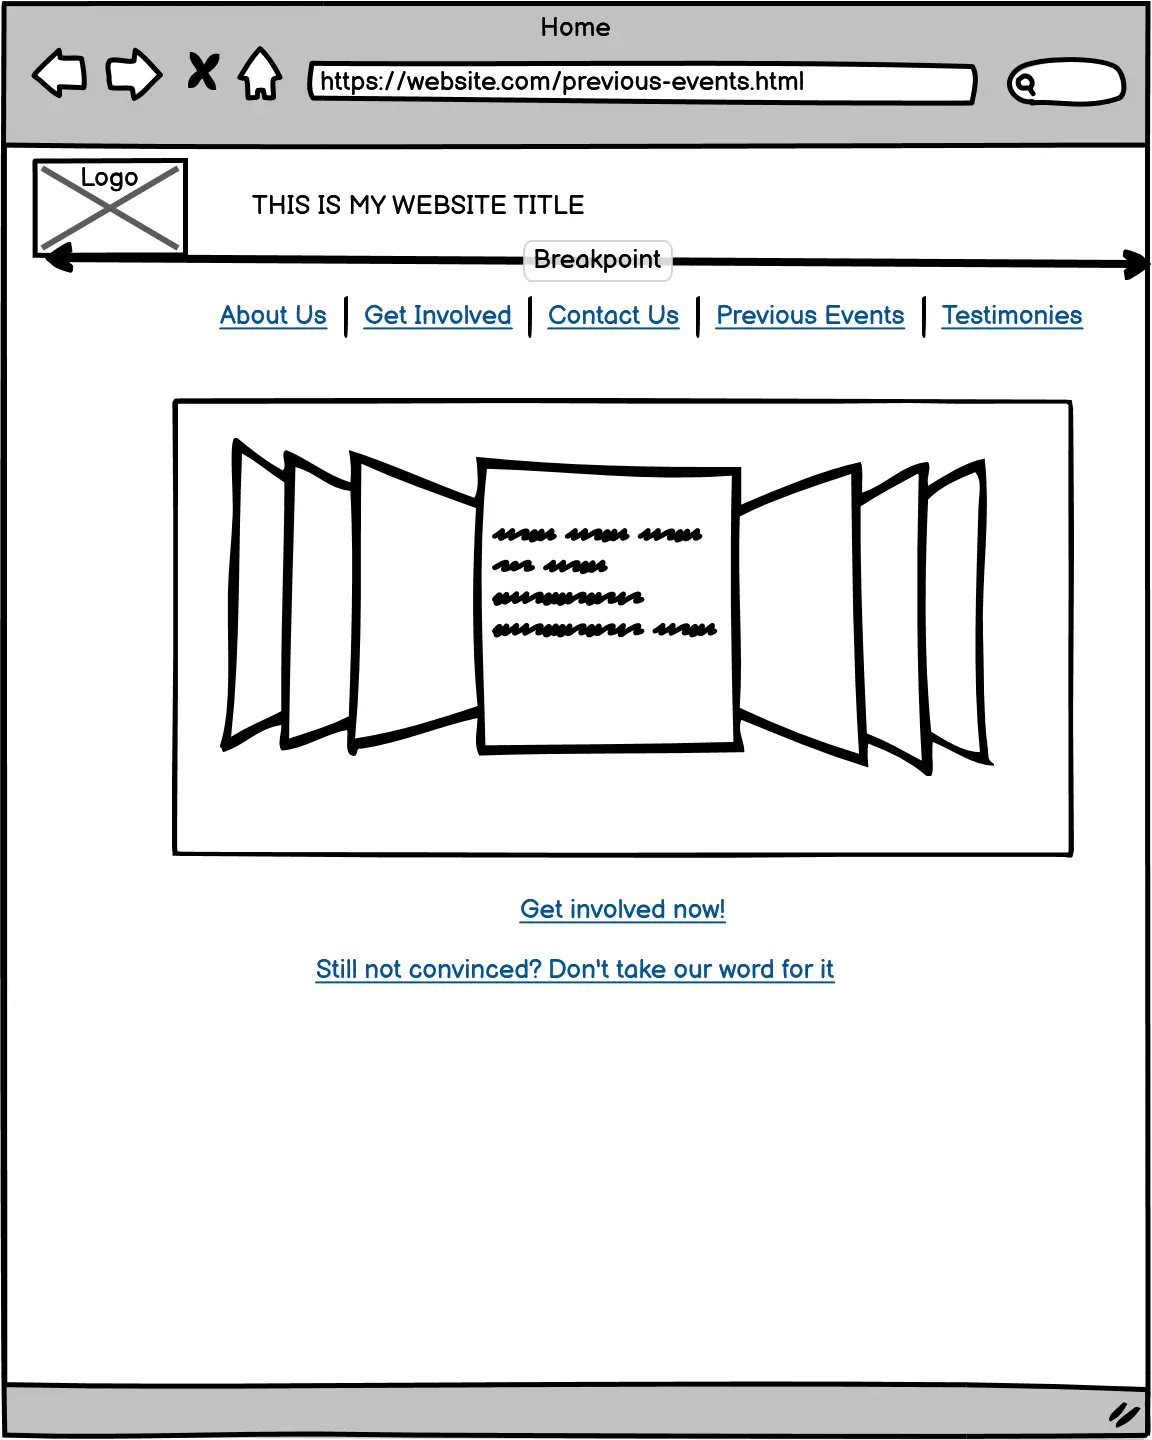 Home
https://website.com/previous-events.html
Logo
THIS IS MY WEBSITE TITLE
Breakpoint
About Us Get Involved Contact Us Previous Events Testimonies
Get involved now!
Still not convinced? Don't take our word for it